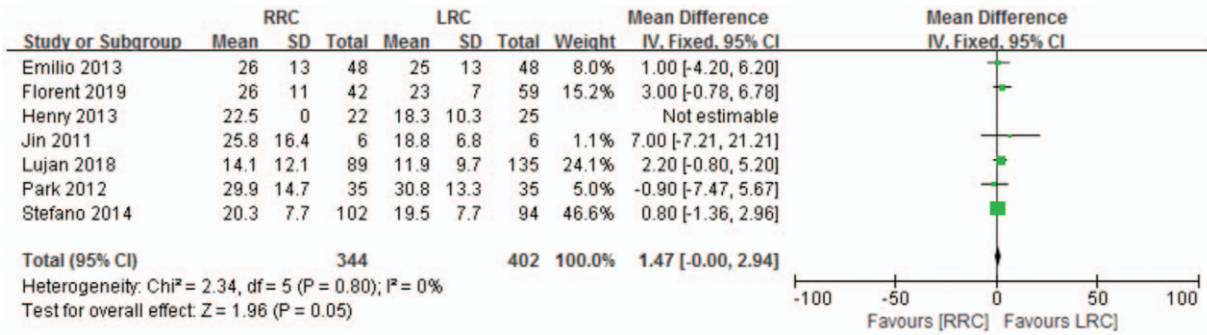 RRC LRC Mean Difference Mean Difference
Study or Subgroup Mean SD Total Mean SD Total Weight IV, Fixed, 95% CI IV, Fixed, 95% CI
Emilio 2013 26 13 48 25 13 48 8.0% 1.00 [-4.20, 6.20]
Florent 2019 26 11 42 23 7 59 15.2% 3.00 [-0.78, 6.78]
Henry 2013 22.5 0 22 18.3 10.3 25 Not estimable
Jin 2011 25.8 16.4 6 18.8 6.8 6 1.1% 7.00 [-7.21, 21.21]
Lujan 2018 14.1 12.1 89 11.9 9.7 135 24.1% 2.20 [-0.80, 5.20]
Park 2012 29.9 14.7 35 30.8 13.3 35 5.0% -0.90 [-7.47, 5.67]
Stefano 2014 20.3 7.7 102 19.5 7.7 94 46.6% 0.80 [-1.36, 2.96]
Total (95% CI) 344 402 100.0% 1.47 [-0.00, 2.94]
Heterogeneity: Chi² = 2.34, df = 5 (P = 0.80); I² = 0%
Test for overall effect: Z = 1.96 (P = 0.05)
-100 -50 0 50 100
Favours [RRC] Favours LRC]